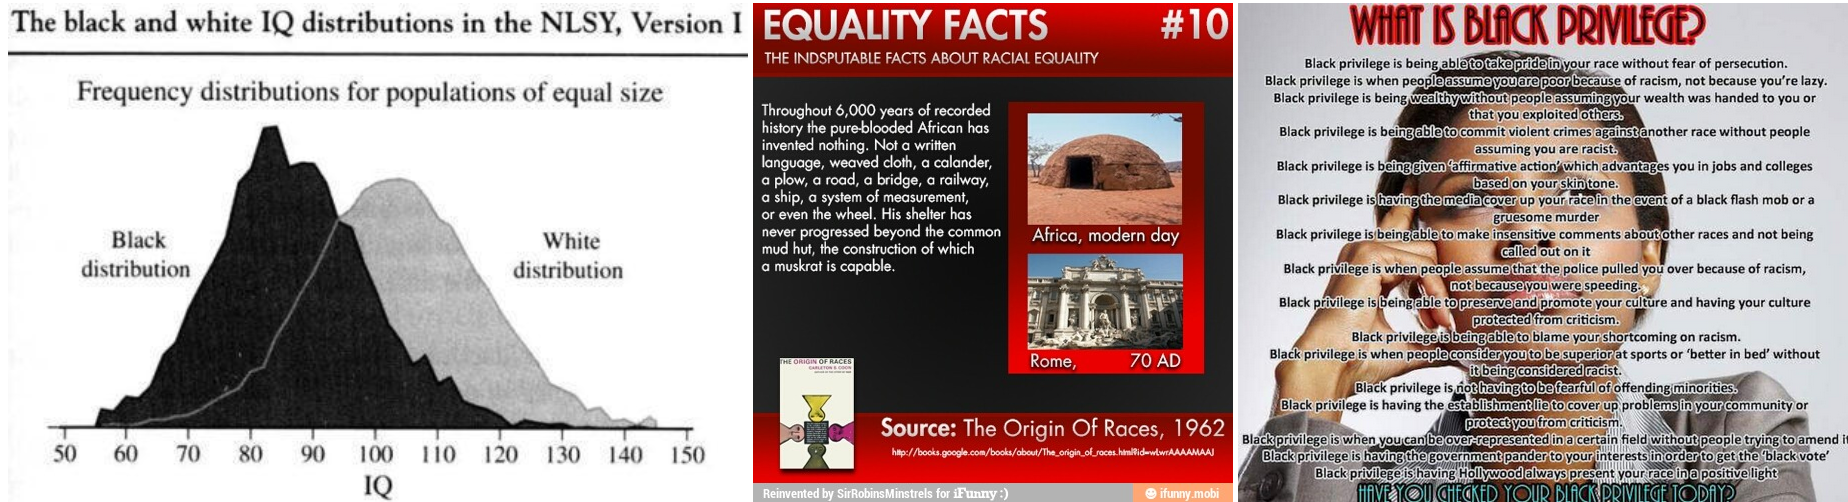 The black and white IQ distributions in the NLSY, Version I
Frequency distributions for populations of equal size
Black
distribution
White
distribution
50 60 70 80 90 100 110 120 130 140 150
IQ
EQUALITY FACTS #10
THE INDSPUTABLE FACTS ABOUT RACIAL EQUALITY
Throughout 6,000 years of recorded
history the pure-blooded African has
invented nothing. Not a written
language, weaved cloth, a calander,
a plow, a road, a bridge, a railway,
a ship, a system of measurement,
or even the wheel. His shelter has
never progressed beyond the common
mud hut, the construction of which
a muskrat is capable.
Africa, modern day
Rome, 70 AD
THE ORIGIN OF RACES
CARLETON S. COON
Source: The Origin Of Races, 1962
Reinvented by SirRobinsMinstrels for iFunny :)
ifunny.mobi
WHAT IS BLACK PRIVILEGE?
Black privilege is being able to take pride in your race without fear of persecution.
Black privilege is when people assume you are poor because of racism, not because you're lazy.
Black privilege is being wealthy without people assuming your wealth was handed to you or
that you exploited others.
Black privilege is being able to commit violent crimes against another race without people
assuming you are racist.
Black privilege is being given 'affirmative action' which advantages you in jobs and colleges
based on your skin tone.
Black privilege is having the media cover up your race in the event of a black flash mob or a
gruesome murder
Black privilege is being able to make insensitive comments about other races and not being
called out on it
Black privilege is when people assume that the police pulled you over because of racism,
not because you were speeding.
Black privilege is being able to preserve and promote your culture and having your culture
protected from criticism.
Black privilege is being able to blame your shortcoming on racism.
Black privilege is when people consider you to be superior at sports or 'better in bed' without
it being considered racist.
Black privilege is not having to be fearful of offending minorities.
Black privilege is having the establishment lie to cover up problems in your community or
protect you from criticism.
Black privilege is when you can be over-represented in a certain field without people trying to amend it
Black privilege is having the government pander to your interests in order to get the 'black vote'
Black privilege is having Hollywood always present your race in a positive light
HAVE YOU CHECKED YOUR BLACK PRIVILEGE TODAY?